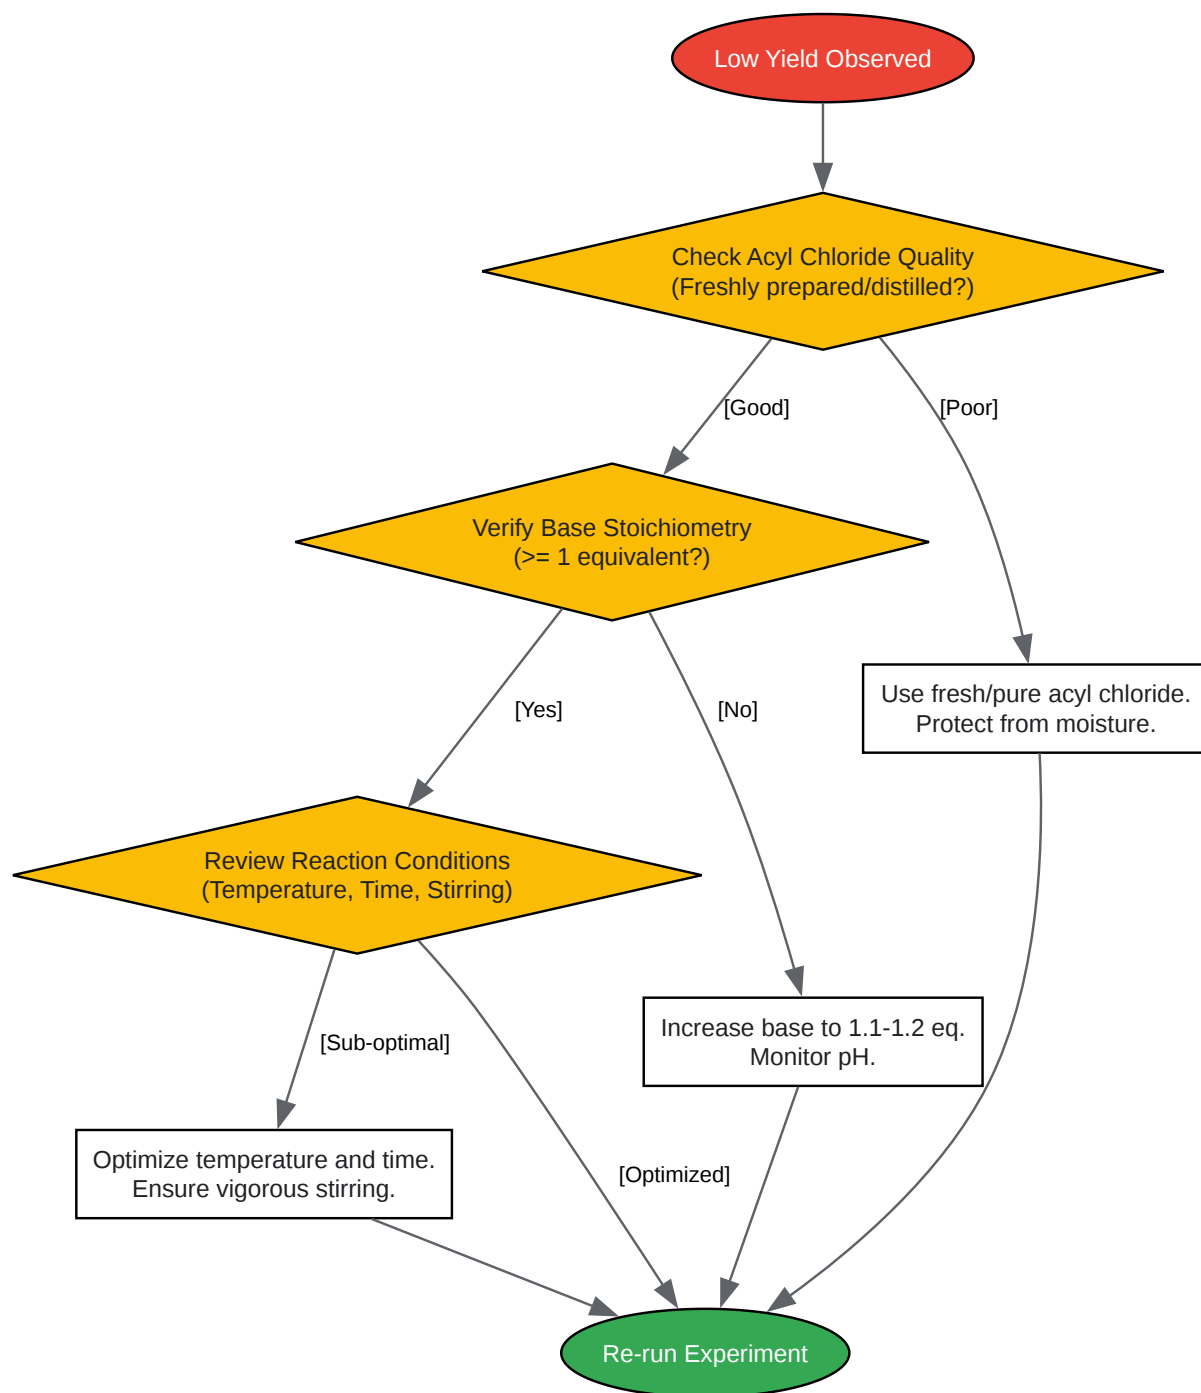 Low Yield Observed
Check Acyl Chloride Quality
(Freshly prepared/distilled?)
[Good]
[Poor]
Verify Base Stoichiometry
(>= 1 equivalent?)
[Yes]
[No]
Use fresh/pure acyl chloride.
Protect from moisture.
Review Reaction Conditions
(Temperature, Time, Stirring)
[Sub-optimal]
Increase base to 1.1-1.2 eq.
Monitor pH.
Optimize temperature and time.
Ensure vigorous stirring.
[Optimized]
Re-run Experiment